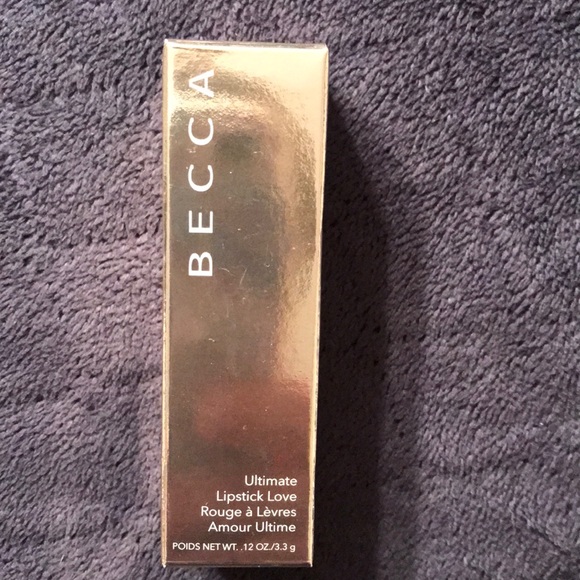 BECCA
Ultimate
Lipstick Love
Rouge à Lèvres
Amour Ultime
POIDS NET WT. .12 OZ./3.3 g